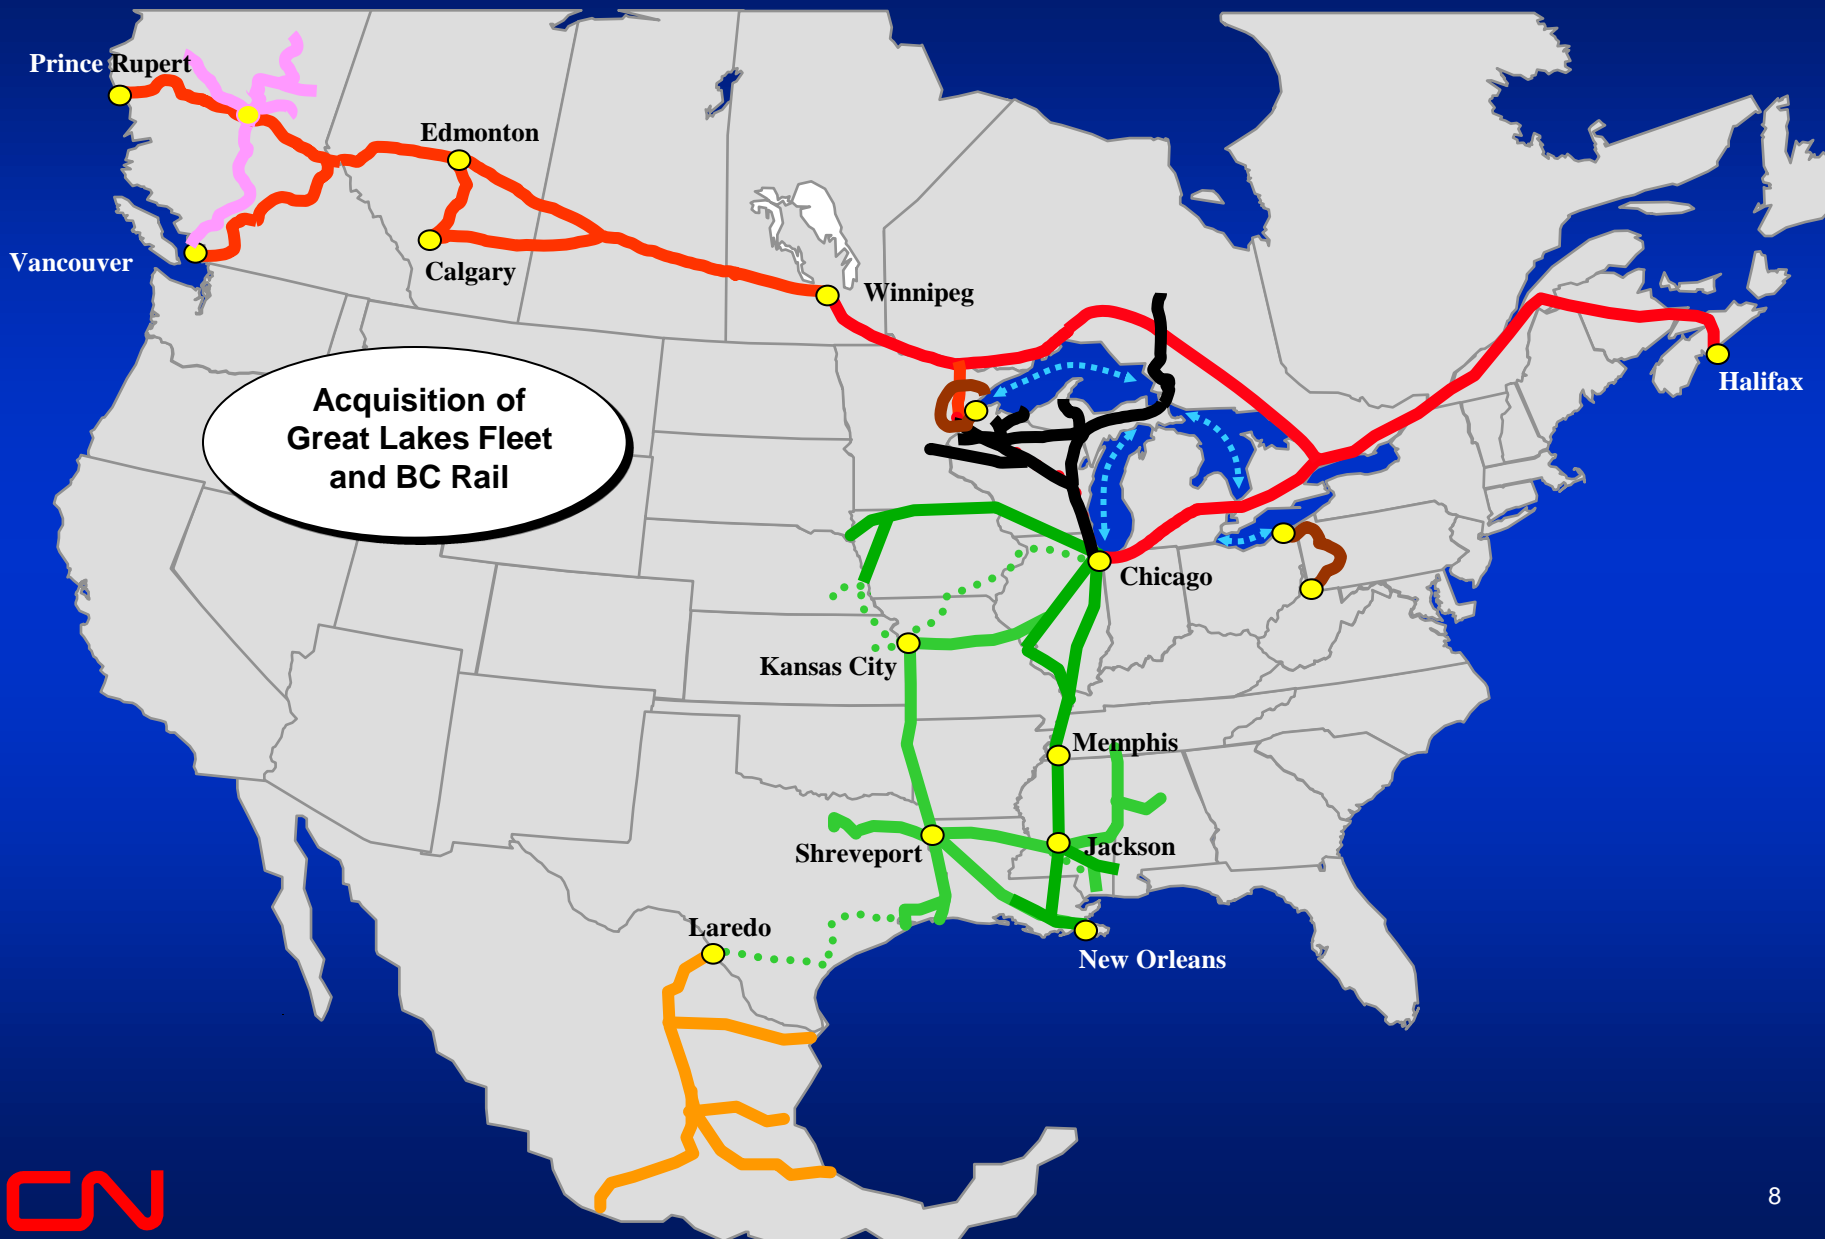 Prince Rupert
Edmonton
Vancouver
Calgary
Winnipeg
Halifax
Acquisition of
Great Lakes Fleet
and BC Rail
Chicago
Kansas City
Memphis
Shreveport
Jackson
Laredo
New Orleans
CN
8